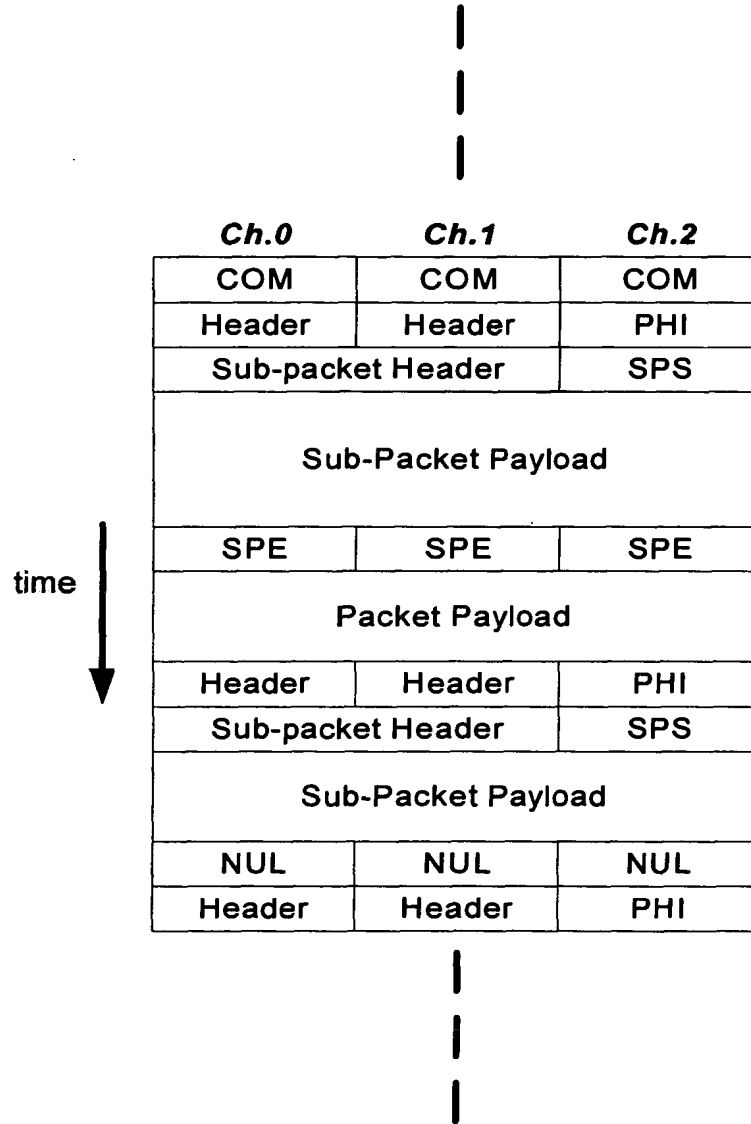 Ch.0 Ch.1 Ch.2
COM COM COM
Header Header PHI
Sub-packet Header SPS
Sub-Packet Payload
SPE SPE SPE
time
Packet Payload
Header Header PHI
Sub-packet Header SPS
Sub-Packet Payload
NUL NUL NUL
Header Header PHI